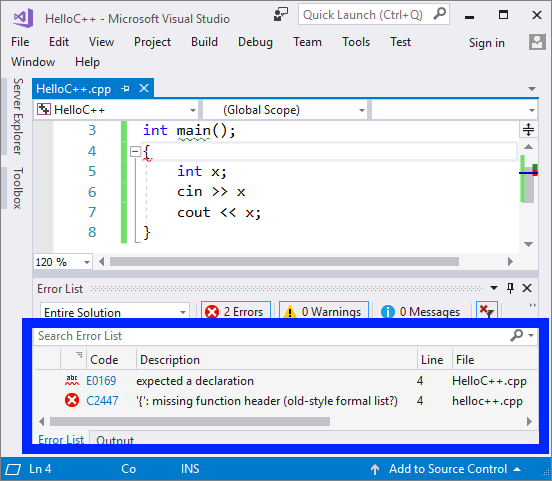 HelloC++ - Microsoft Visual Studio
Quick Launch (Ctrl+Q)
File Edit View Project Build Debug Team Tools Test Sign in
Window Help
Server Explorer
Toolbox
HelloC++.cpp
HelloC++ (Global Scope)
3 int main();
4 {
5 int x;
6 cin >> x
7 cout << x;
8 }
120 %
Error List
Entire Solution 2 Errors 0 Warnings 0 Messages
Search Error List
Code Description Line File
abc E0169 expected a declaration 4 HelloC++.cpp
C2447 '{': missing function header (old-style formal list?) 4 helloc++.cpp
Error List Output
Ln 4 Co INS Add to Source Control